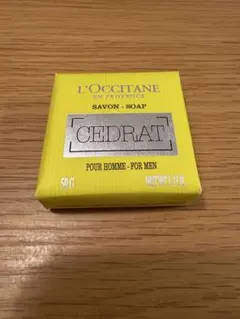 L'OCCITANE
EN PROVENCE
SAVON - SOAP
CEDRAT
POUR HOMME - FOR MEN
50 G